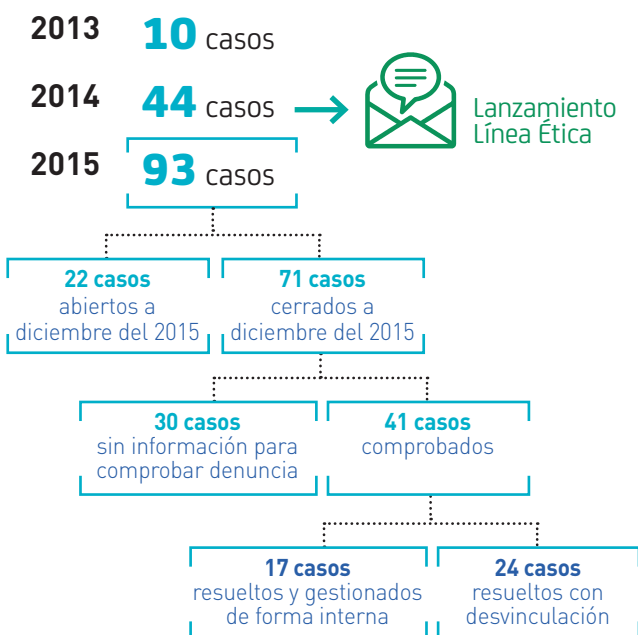 2013 10 casos
2014 44 casos
Lanzamiento
Línea Ética
2015 93 casos
22 casos
abiertos a
diciembre del 2015
71 casos
cerrados a
diciembre del 2015
30 casos
sin información para
comprobar denuncia
41 casos
comprobados
17 casos
resueltos y gestionados
de forma interna
24 casos
resueltos con
desvinculación